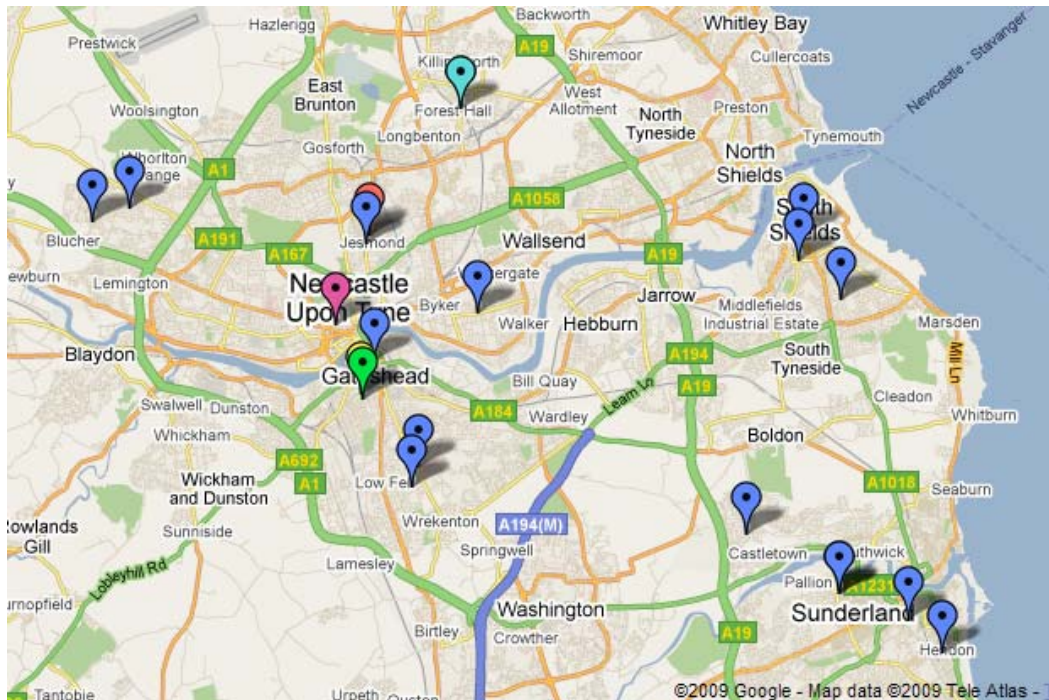 Backworth
Hazlerigg
Whitley Bay
Prestwick
A19
Shiremoor
Cullercoats
East
Brunton
West
Allotment
Forest Hall
Preston
Newcastle - Stavanger
Woolsington
Longbenton
North
Tyneside
Tynemouth
Gosforth
North
Shields
A1
A1058
Blucher
A191
Jesmond
Wallsend
A167
A19
Lemington
Byker
Jarrow
Middlefields
Industrial Estate
Walker
Hebburn
Marsden
Blaydon
A194
South
Tyneside
Mill Ln
Bill Quay
Leam Ln
A19
Cleadon
Swalwell
Dunston
A184
Wardley
Whitburn
Whickham
Boldon
A692
A1
Low Fell
Wickham
and Dunston
A1018
Seaburn
Rowlands
Gill
Sunniside
Wrekenton
A194(M)
Springwell
Castletown
Lamesley
Lobleyhill Rd
Pallion
A1231
Washington
Sunderland
Birtley
Crowther
A19
Hendon
Tantobie
Urpeth
©2009 Google - Map data ©2009 Tele Atlas -